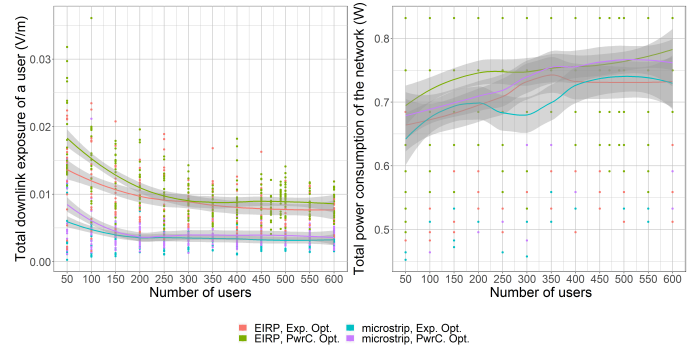 Total downlink exposure of a user (V/m)
0.03
0.02
0.01
0.00
50 100 150 200 250 300 350 400 450 500 550 600
Number of users
Total power consumption of the network (W)
0.8
0.7
0.6
0.5
50 100 150 200 250 300 350 400 450 500 550 600
Number of users
EIRP, Exp. Opt. microstrip, Exp. Opt.
EIRP, PwrC. Opt. microstrip, PwrC. Opt.